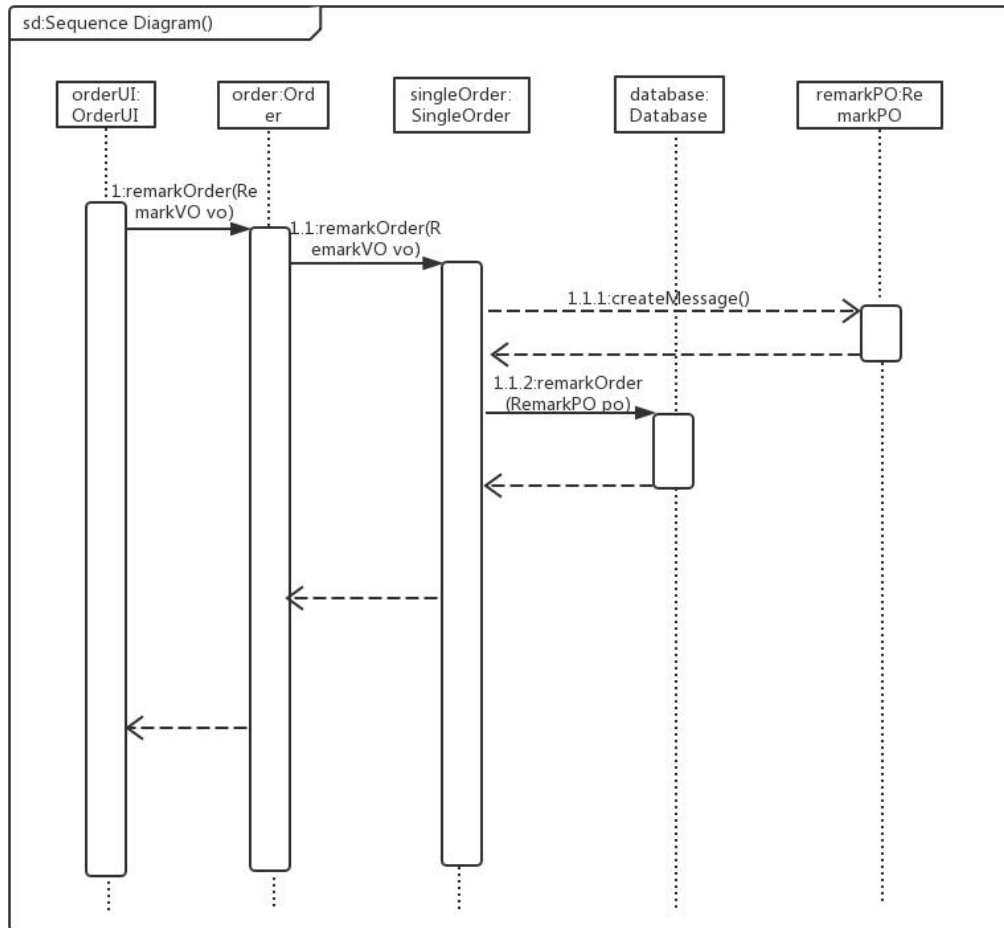 sd:Sequence Diagram()
orderUI:
OrderUI
order:Ord
er
singleOrder:
SingleOrder
database:
Database
remarkPO:Re
markPO
1:remarkOrder(Re
markVO vo)
1.1:remarkOrder(R
emarkVO vo)
1.1.1:createMessage()
1.1.2:remarkOrder
(RemarkPO po)